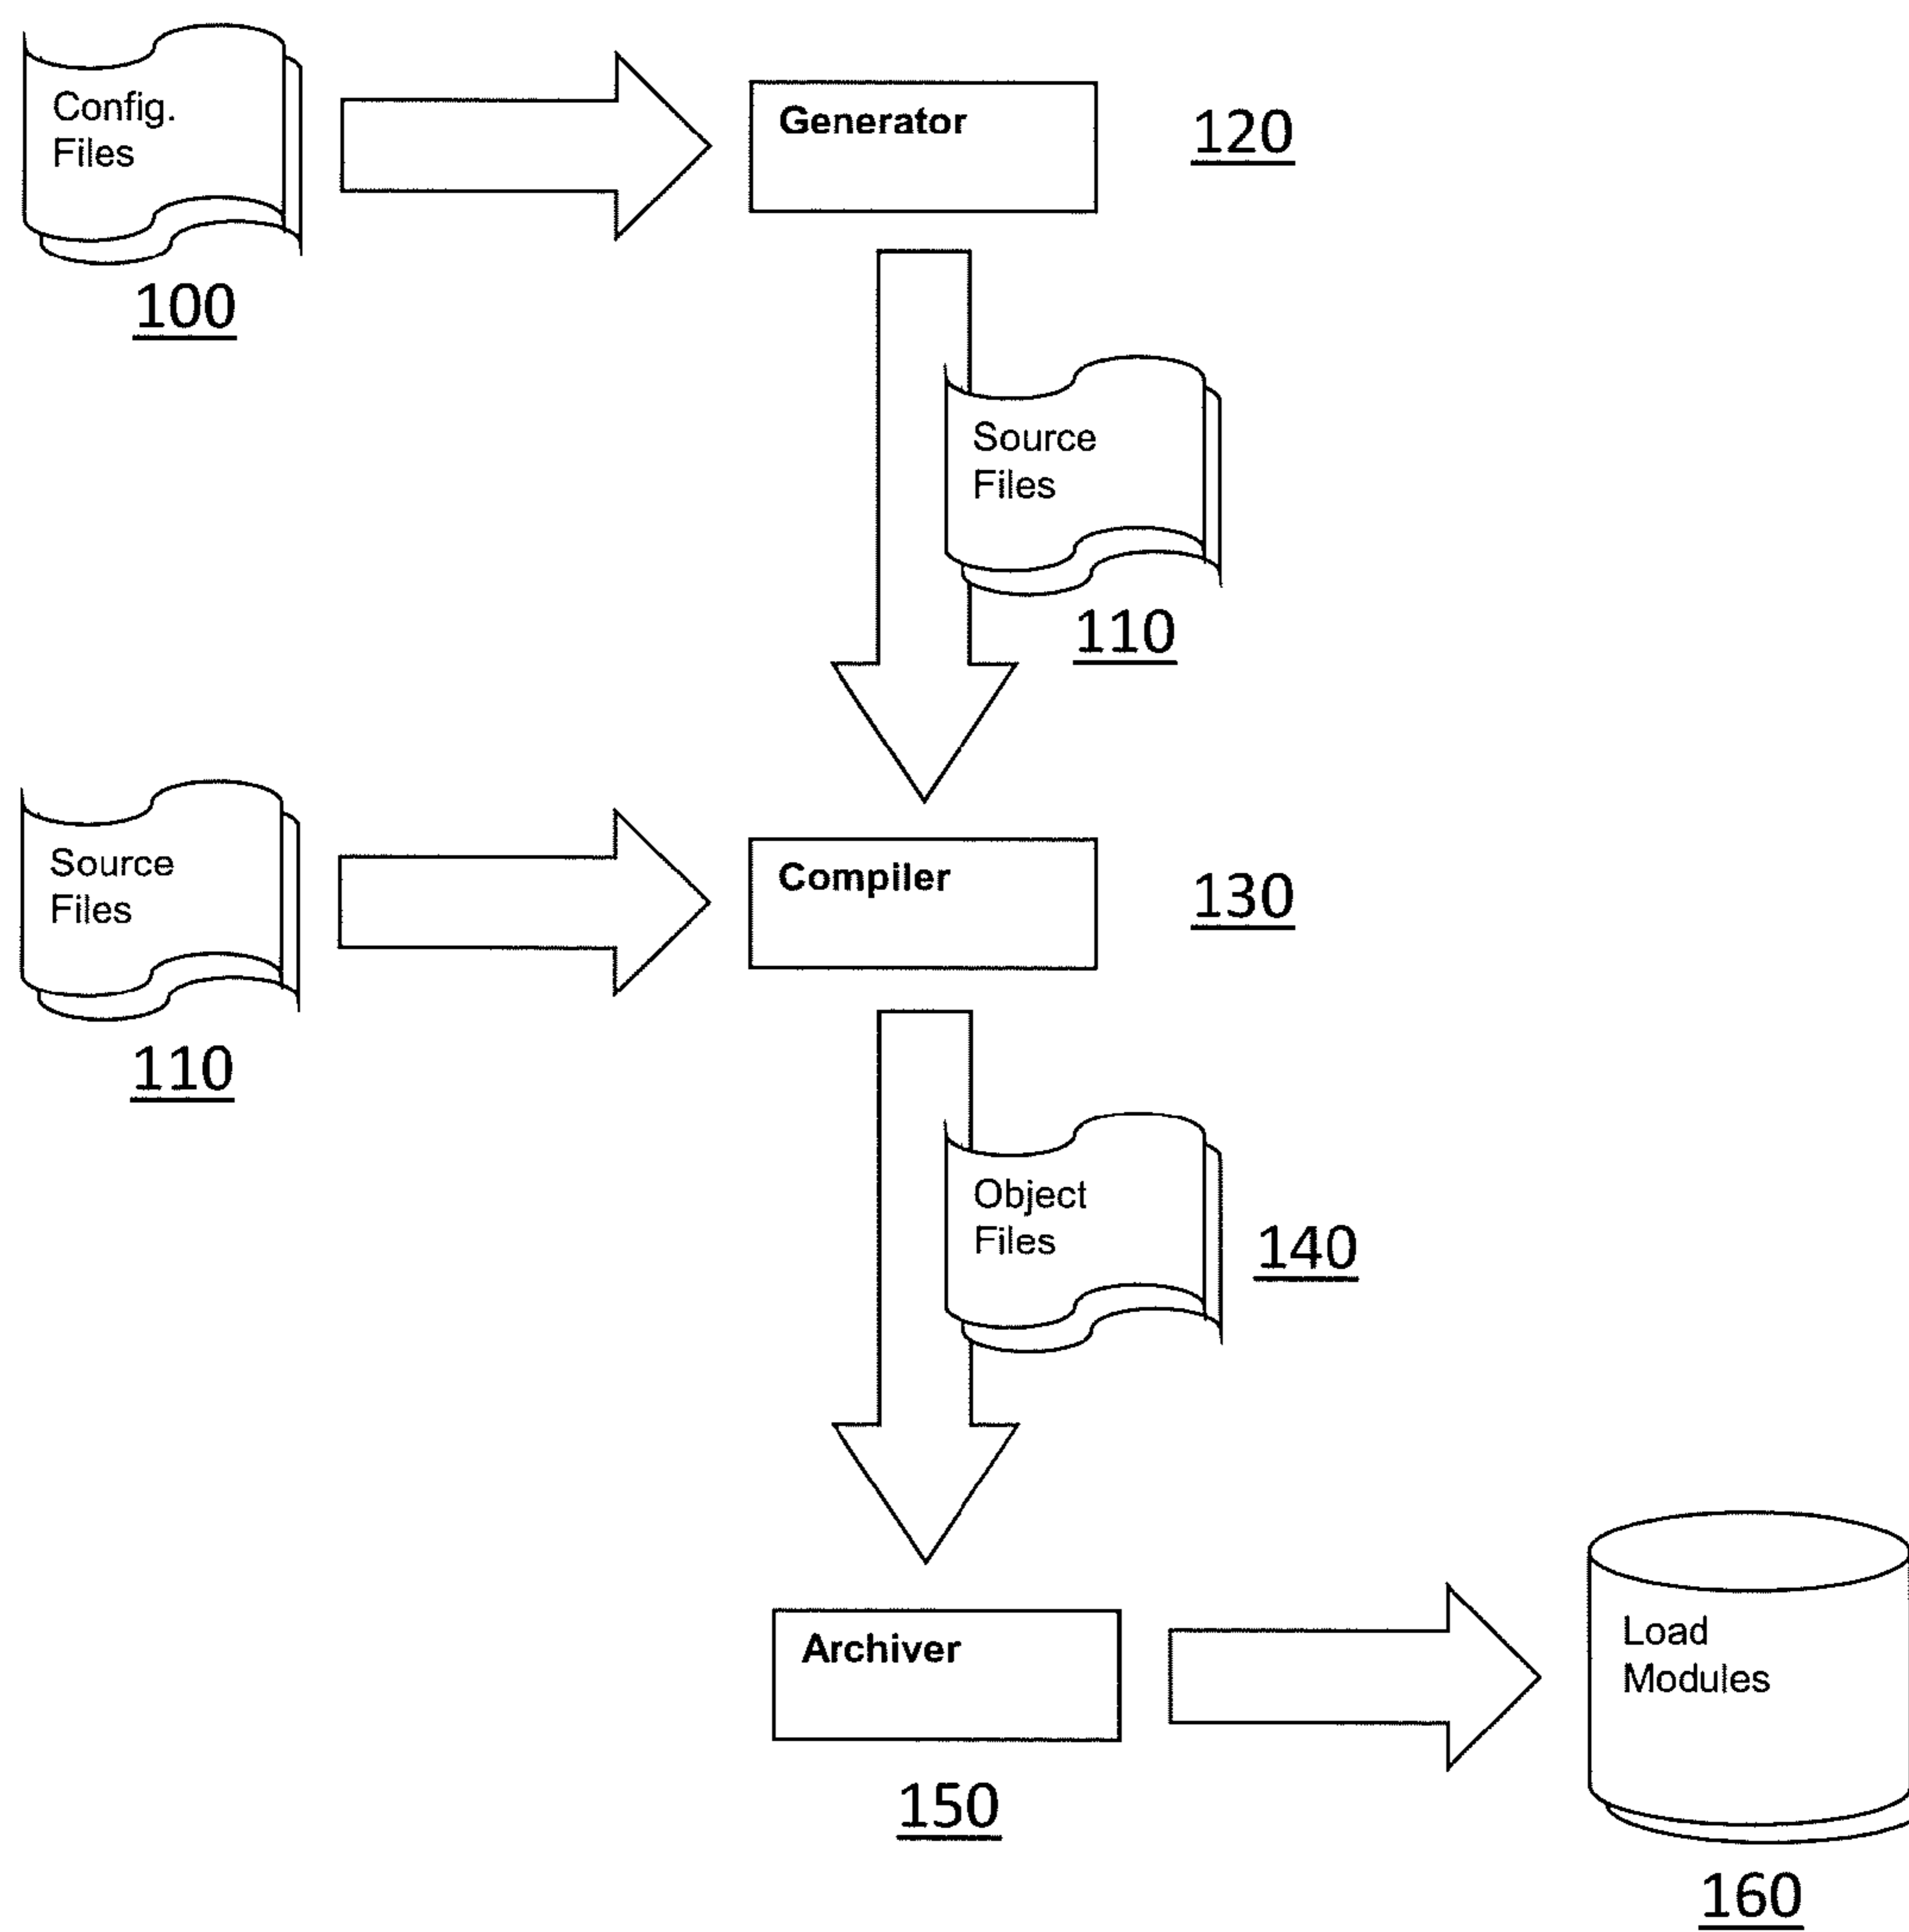 Config.
Files
100
Generator
120
Source
Files
110
Source
Files
110
Compiler
130
Object
Files
140
Archiver
150
Load
Modules
160